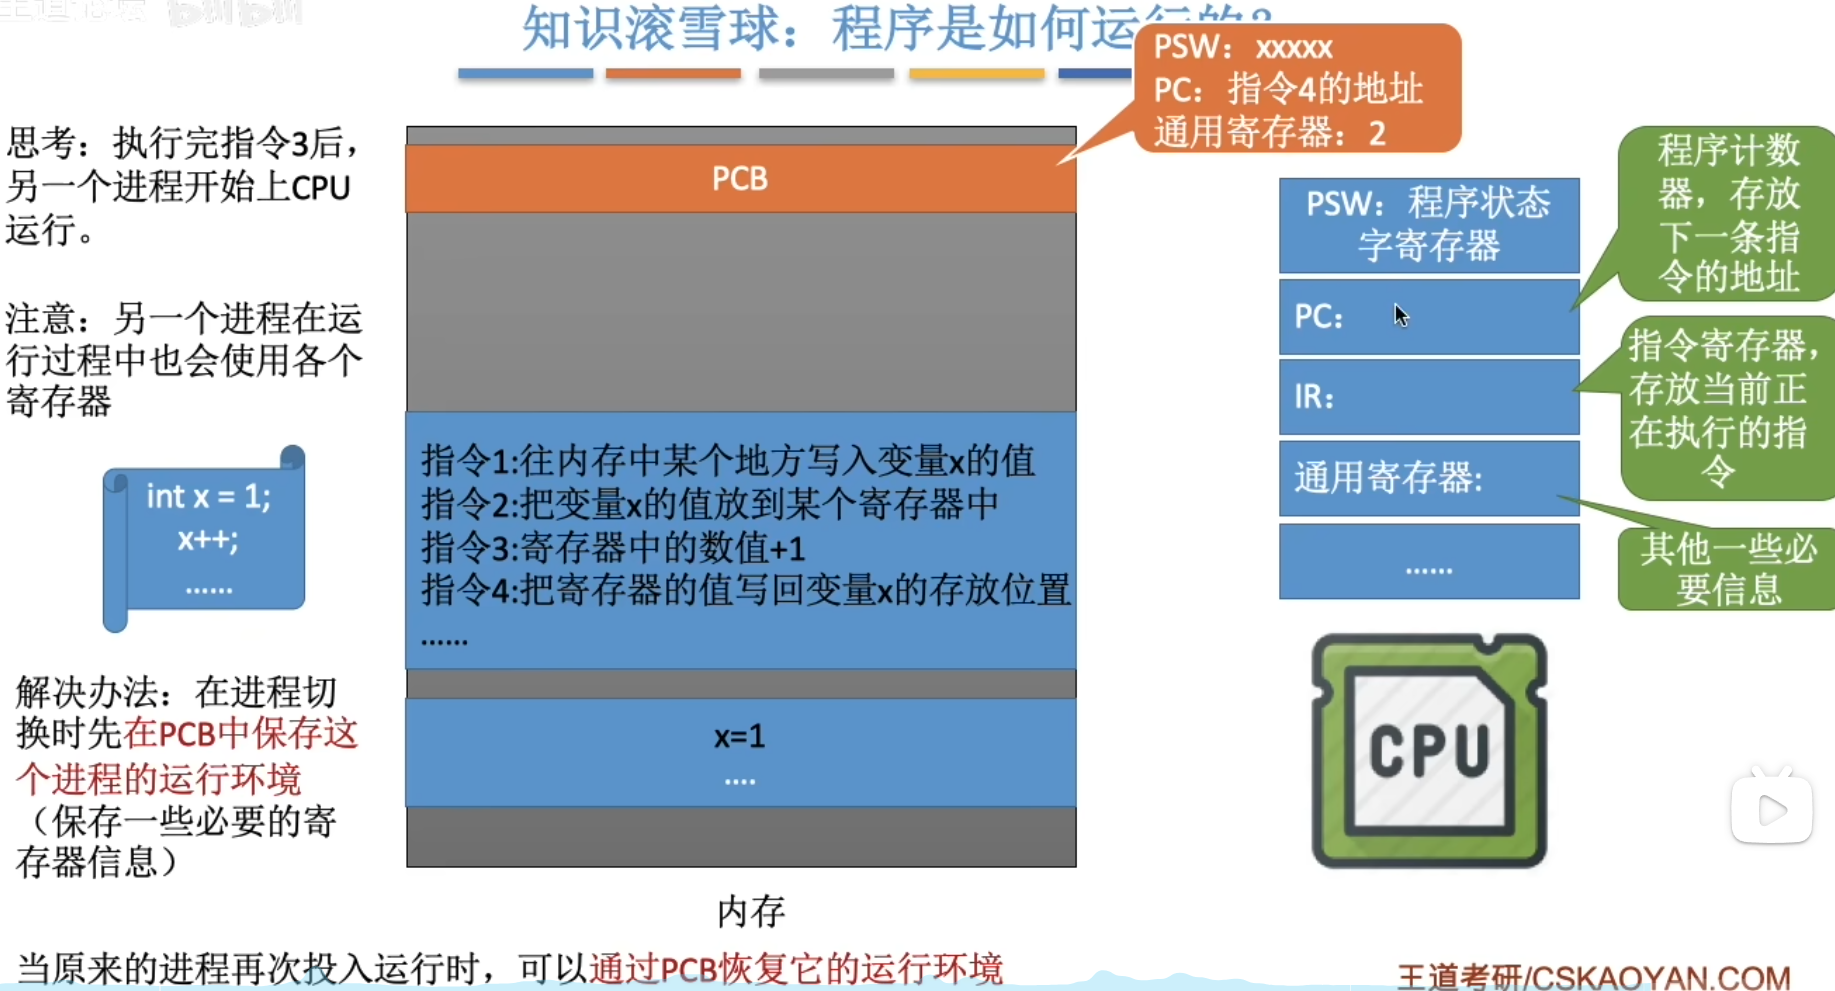 知识滚雪球：程序是如何运行的？
PSW：xxxxx
PC：指令4的地址
通用寄存器：2
思考：执行完指令3后，
另一个进程开始上CPU
运行。
注意：另一个进程在运
行过程中也会使用各个
寄存器
int x = 1;
x++;
……
解决办法：在进程切
换时先在PCB中保存这
个进程的运行环境
（保存一些必要的寄
存器信息）
PCB
指令1:往内存中某个地方写入变量x的值
指令2:把变量x的值放到某个寄存器中
指令3:寄存器中的数值+1
指令4:把寄存器的值写回变量x的存放位置
……
x=1
....
内存
PSW：程序状态
字寄存器
PC：
IR：
通用寄存器:
……
程序计数
器，存放
下一条指
令的地址
指令寄存器，
存放当前正
在执行的指
令
其他一些必
要信息
CPU
当原来的进程再次投入运行时，可以通过PCB恢复它的运行环境
王道考研/CSKAOYAN.COM